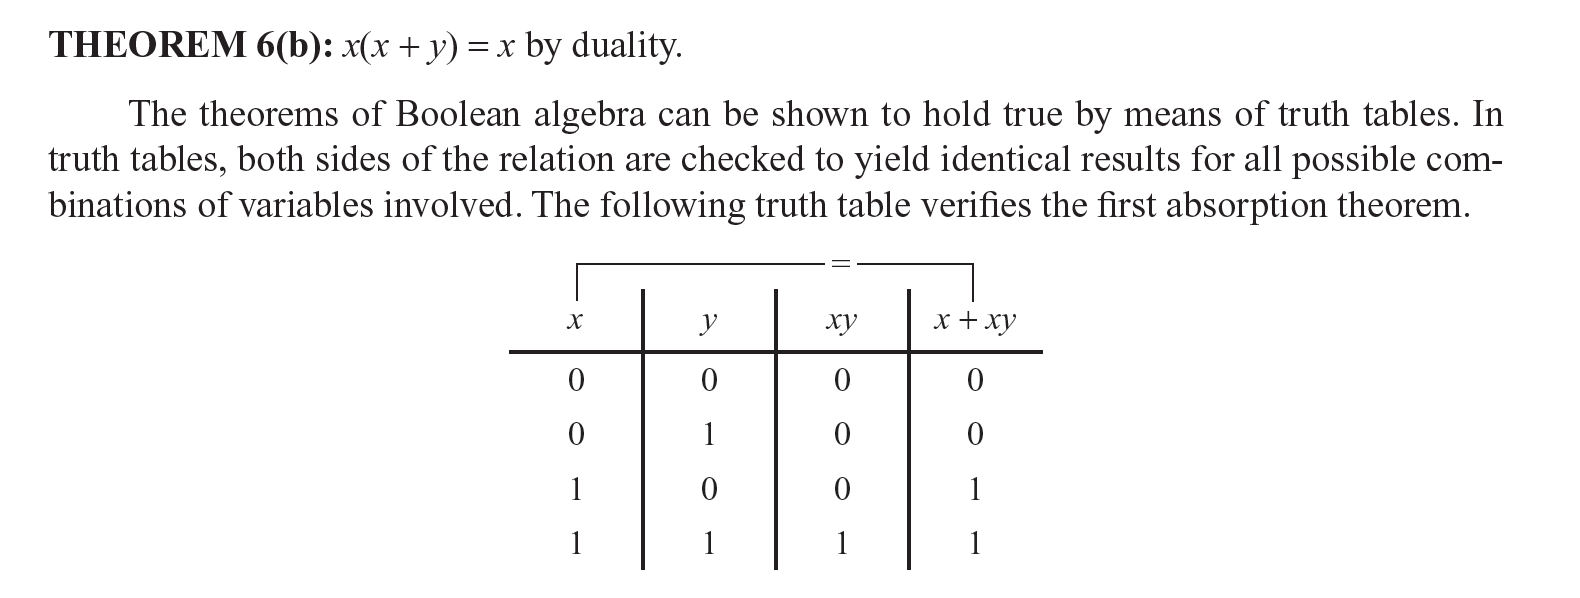 THEOREM 6(b): x(x + y) = x by duality.
The theorems of Boolean algebra can be shown to hold true by means of truth tables. In
truth tables, both sides of the relation are checked to yield identical results for all possible com-
binations of variables involved. The following truth table verifies the first absorption theorem.
=
x y xy x + xy
0 0 0 0
0 1 0 0
1 0 0 1
1 1 1 1